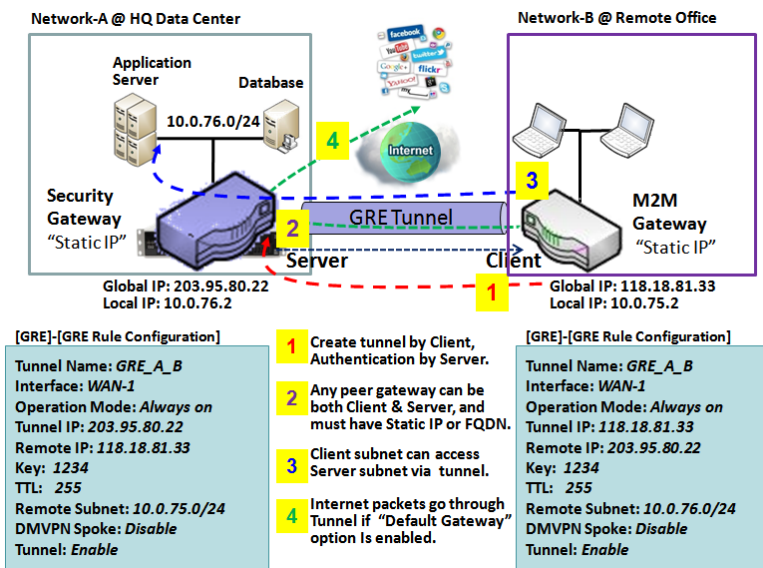 Network-A @ HQ Data Center
Network-B @ Remote Office
Application
Server
Database
10.0.76.0/24
facebook
You Tube
twitter
Google+
flickr
YAHOO!
Internet
4
3
Security
Gateway
"Static IP"
M2M
Gateway
"Static IP"
2
GRE Tunnel
Server
Client
1
Global IP: 203.95.80.22
Local IP: 10.0.76.2
Global IP: 118.18.81.33
Local IP: 10.0.75.2
[GRE]-[GRE Rule Configuration]
Tunnel Name: GRE_A_B
Interface: WAN-1
Operation Mode: Always on
Tunnel IP: 203.95.80.22
Remote IP: 118.18.81.33
Key: 1234
TTL: 255
Remote Subnet: 10.0.75.0/24
DMVPN Spoke: Disable
Tunnel: Enable
1
Create tunnel by Client,
Authentication by Server.
2
Any peer gateway can be
both Client & Server, and
must have Static IP or FQDN.
3
Client subnet can access
Server subnet via tunnel.
4
Internet packets go through
Tunnel if "Default Gateway"
option Is enabled.
[GRE]-[GRE Rule Configuration]
Tunnel Name: GRE_A_B
Interface: WAN-1
Operation Mode: Always on
Tunnel IP: 118.18.81.33
Remote IP: 203.95.80.22
Key: 1234
TTL: 255
Remote Subnet: 10.0.76.0/24
DMVPN Spoke: Disable
Tunnel: Enable